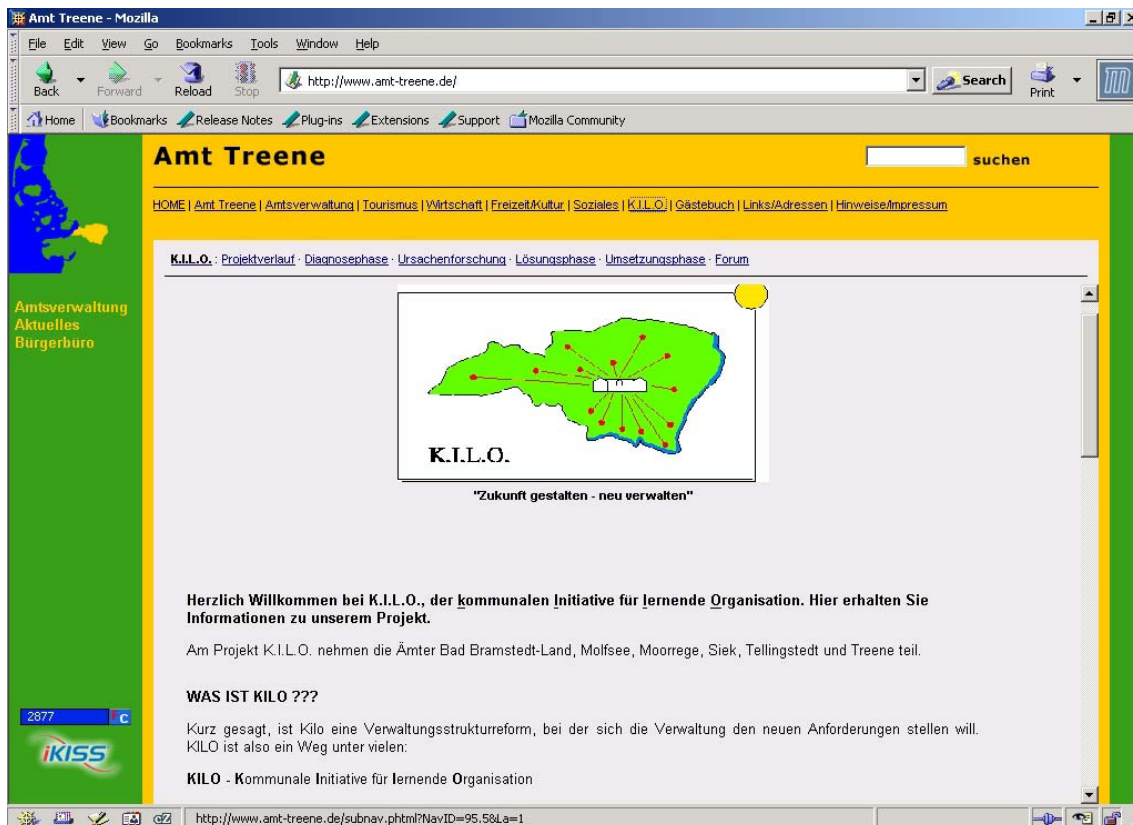 Amt Treene - Mozilla
File Edit View Go Bookmarks Tools Window Help
Back Forward Reload Stop http://www.amt-treene.de/ Search Print
Home Bookmarks Release Notes Plug-ins Extensions Support Mozilla Community
Amt Treene suchen
HOME | Amt Treene | Amtsverwaltung | Tourismus | Wirtschaft | Freizeit/Kultur | Soziales | K.I.L.O. | Gästebuch | Links/Adressen | Hinweise/Impressum
K.I.L.O. : Projektverlauf · Diagnosephase · Ursachenforschung · Lösungsphase · Umsetzungsphase · Forum
Amtsverwaltung
Aktuelles
Bürgerbüro
K.I.L.O.
"Zukunft gestalten - neu verwalten"
Herzlich Willkommen bei K.I.L.O., der kommunalen Initiative für lernende Organisation. Hier erhalten Sie
Informationen zu unserem Projekt.
Am Projekt K.I.L.O. nehmen die Ämter Bad Bramstedt-Land, Molfsee, Moorrege, Siek, Tellingstedt und Treene teil.
WAS IST KILO ???
Kurz gesagt, ist Kilo eine Verwaltungsstrukturreform, bei der sich die Verwaltung den neuen Anforderungen stellen will.
KILO ist also ein Weg unter vielen:
KILO - Kommunale Initiative für lernende Organisation
2877 FC
iKISS
http://www.amt-treene.de/subnav.phtml?NavID=95.5&La=1